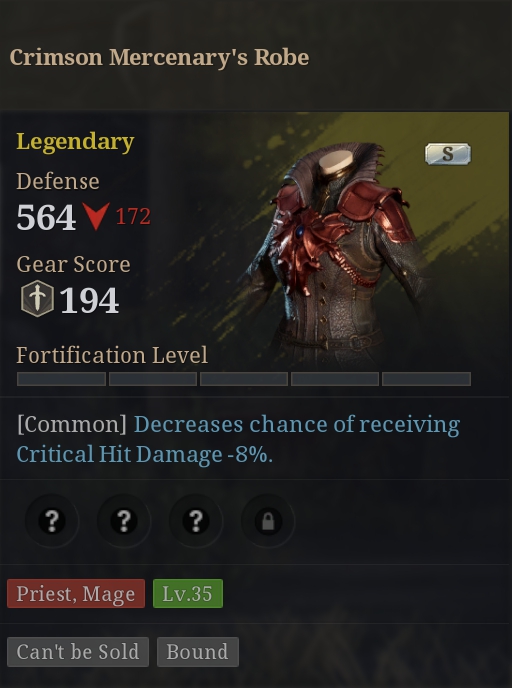 Crimson Mercenary's Robe
Legendary
S
Defense
564 172
Gear Score
194
Fortification Level
[Common] Decreases chance of receiving
Critical Hit Damage -8%.
? ? ?
Priest, Mage Lv.35
Can't be Sold Bound